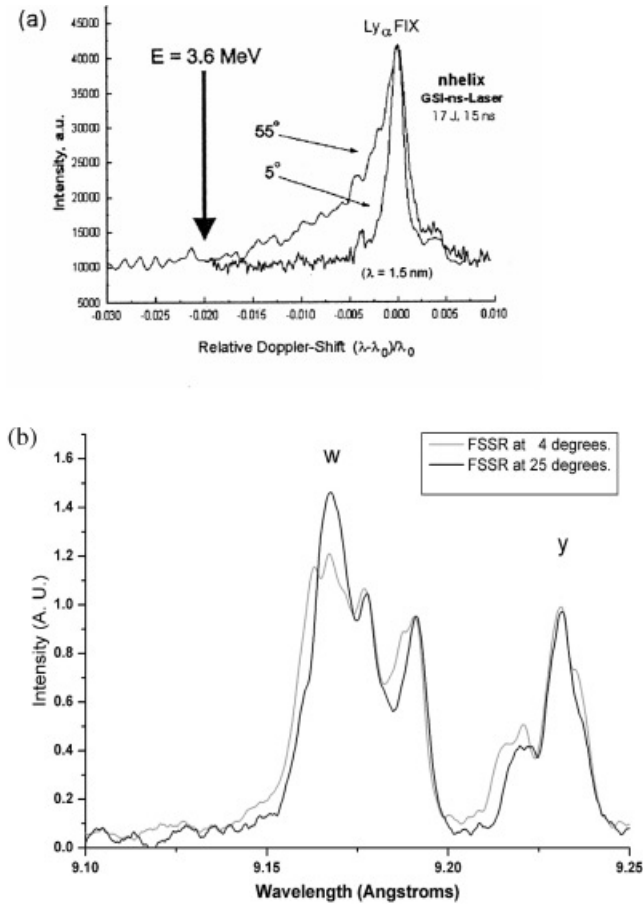 (a)
Ly α FIX
E = 3.6 MeV
nhelix
GSI-ns-Laser
17 J, 15 ns
55°
5°
(λ = 1.5 nm)
Intensity, a.u.
45000
40000
35000
30000
25000
20000
15000
10000
5000
-0.030 -0.025 -0.020 -0.015 -0.010 -0.005 0.000 0.005 0.010
Relative Doppler-Shift (λ-λ₀)/λ₀
(b)
FSSR at 4 degrees.
FSSR at 25 degrees.
w
y
Intensity (A. U.)
1.6
1.4
1.2
1.0
0.8
0.6
0.4
0.2
0.0
9.10 9.15 9.20 9.25
Wavelength (Angstroms)